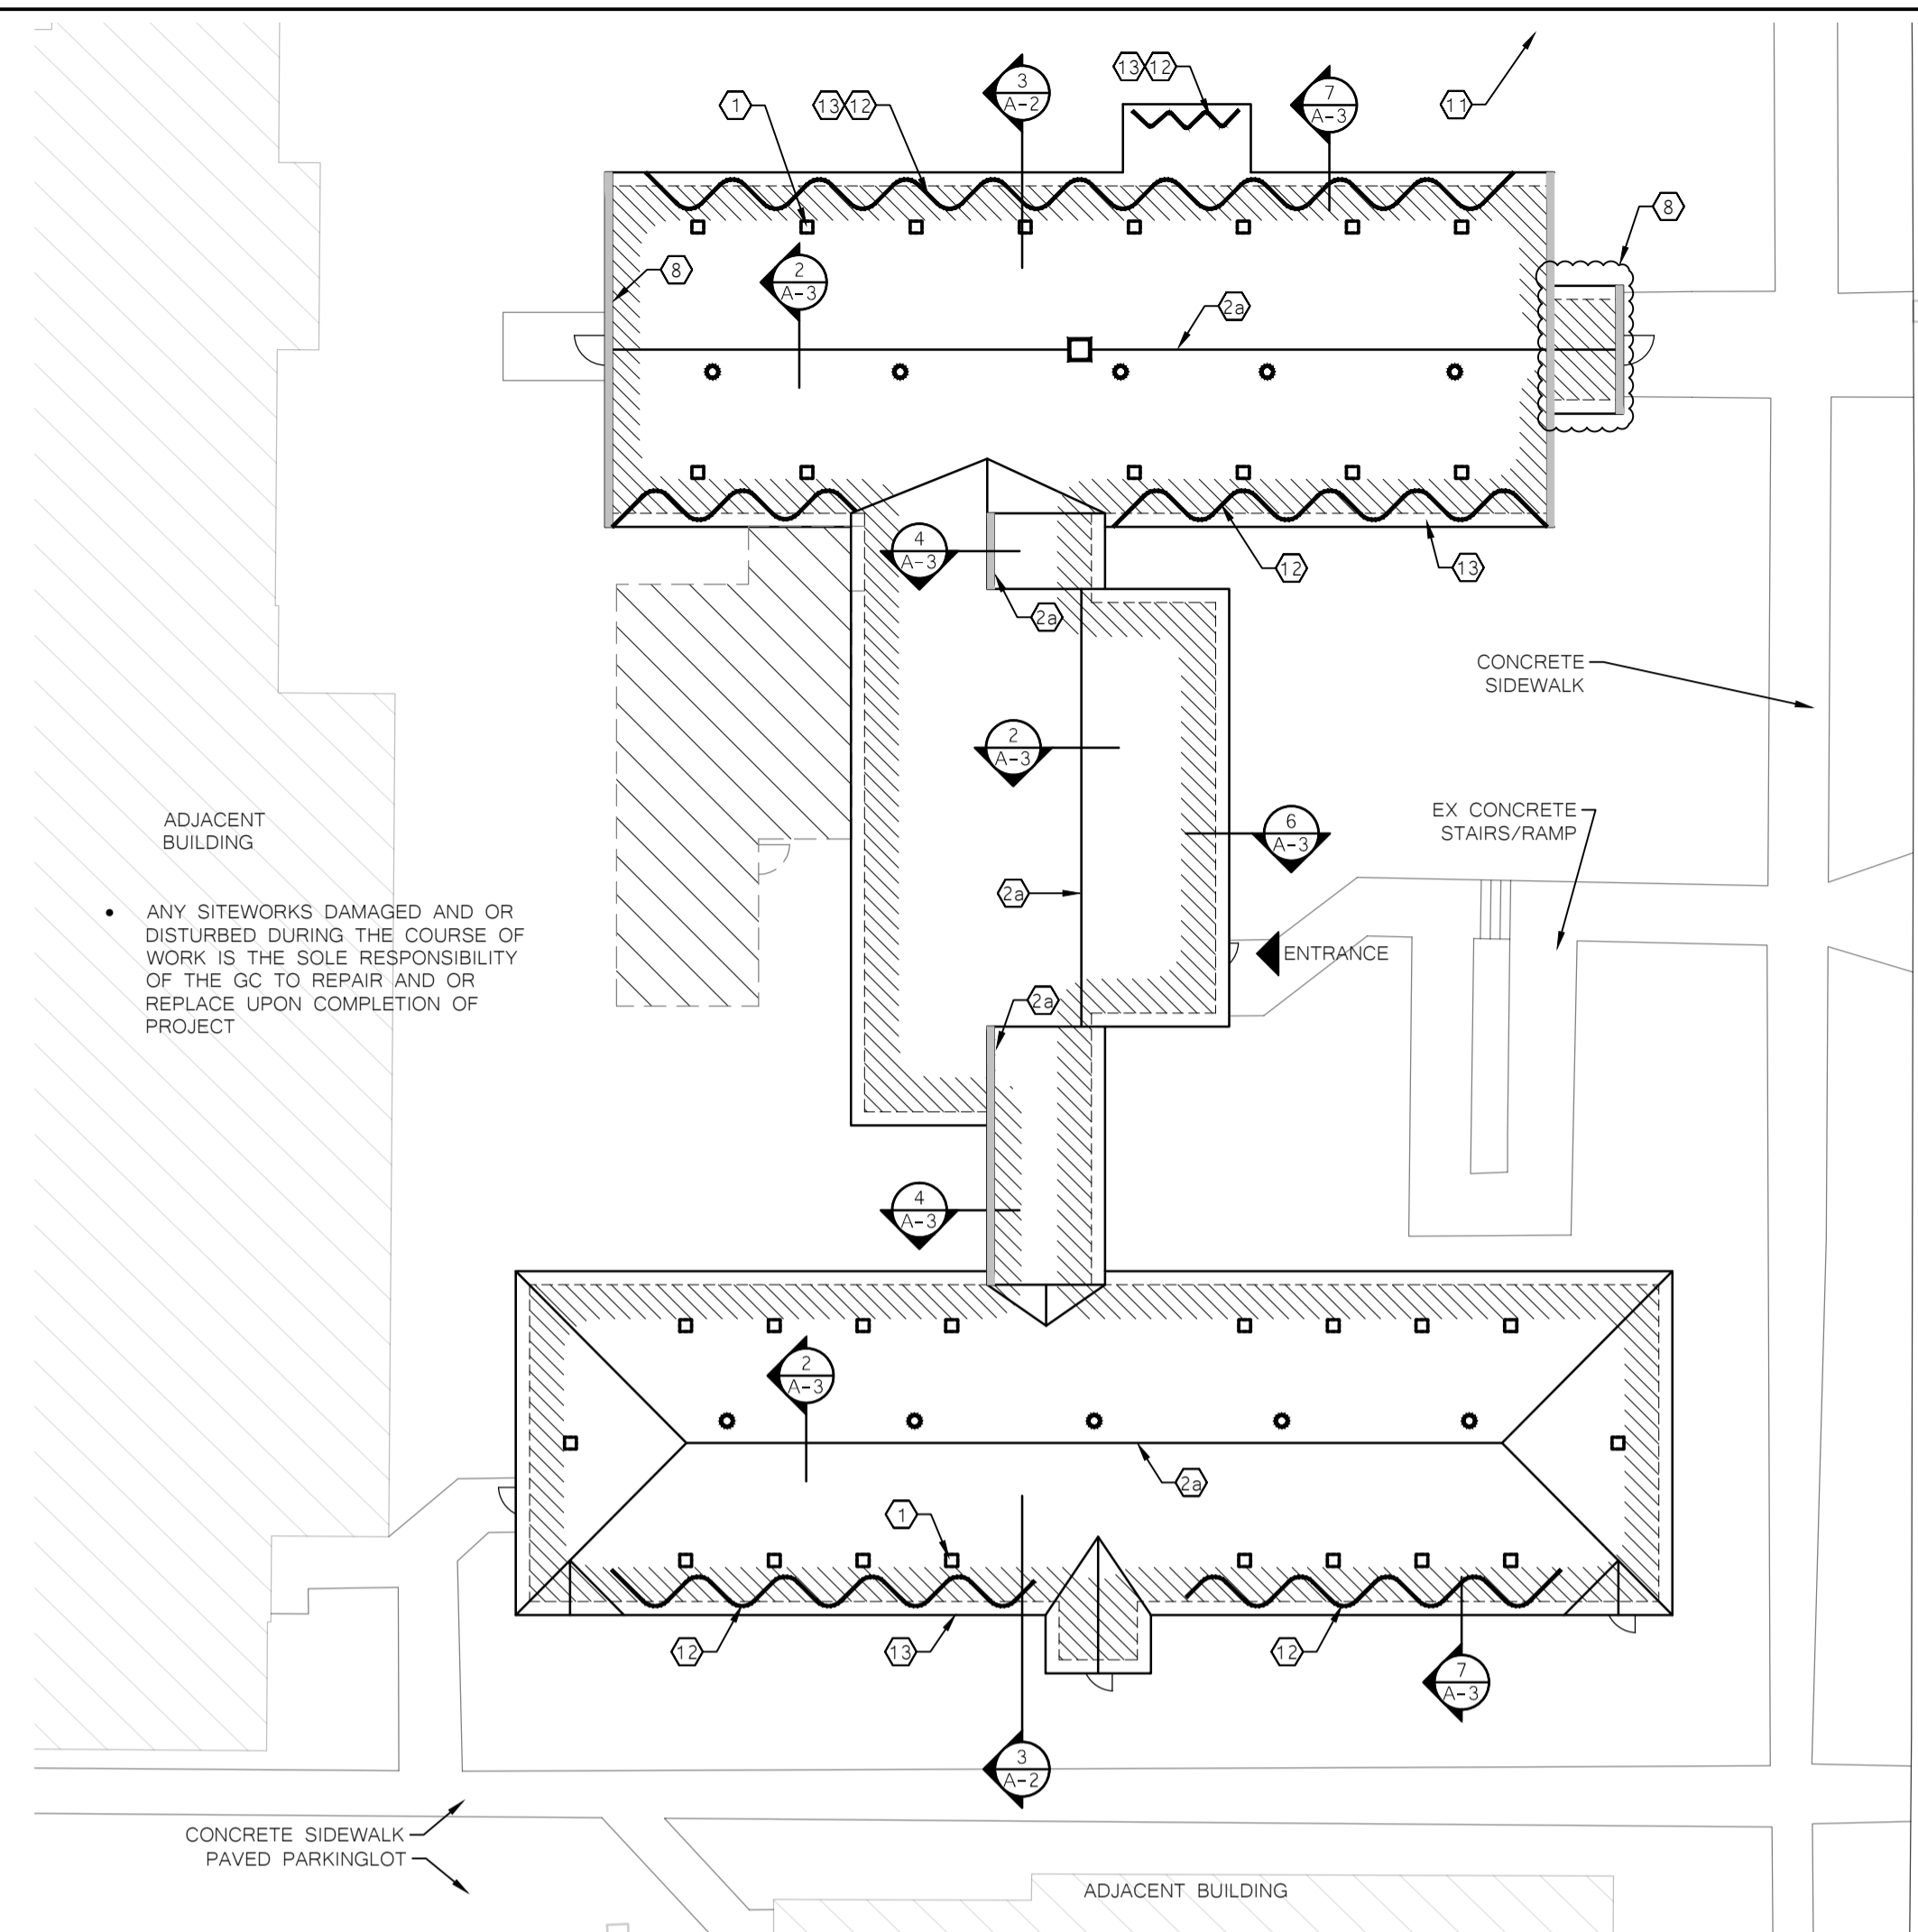 3
A-2
13 12
7
A-3
1
13 12
11
8
8
2
A-3
2a
4
A-3
12
13
2a
CONCRETE
SIDEWALK
2
A-3
EX CONCRETE
STAIRS/RAMP
6
A-3
ADJACENT
BUILDING
2a
• ANY SITEWORKS DAMAGED AND OR
DISTURBED DURING THE COURSE OF
WORK IS THE SOLE RESPONSIBILITY
OF THE GC TO REPAIR AND OR
REPLACE UPON COMPLETION OF
PROJECT
ENTRANCE
2a
4
A-3
2
A-3
2a
1
12
13
12
7
A-3
3
A-2
CONCRETE SIDEWALK
PAVED PARKINGLOT
ADJACENT BUILDING